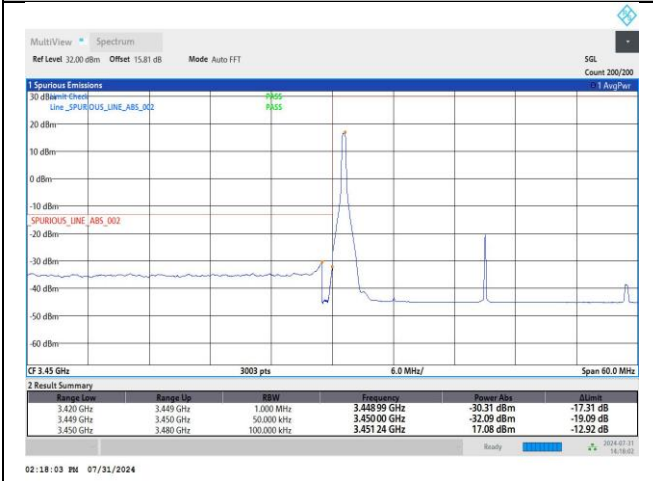 MultiView Spectrum
Ref Level 32.00 dBm Offset 15.81 dB Mode Auto FFT SGL
Count 200/200
1 Spurious Emissions 1 AvgPwr
30 dBm Limit Check PASS
Line _SPURIOUS_LINE_ABS_002 PASS
20 dBm
10 dBm
0 dBm
-10 dBm
_SPURIOUS_LINE_ABS_002
-20 dBm
-30 dBm
-40 dBm
-50 dBm
-60 dBm
CF 3.45 GHz 3003 pts 6.0 MHz/ Span 60.0 MHz
2 Result Summary
Range Low Range Up RBW Frequency Power Abs ΔLimit
3.420 GHz 3.449 GHz 1.000 MHz 3.448 99 GHz -30.31 dBm -17.31 dB
3.449 GHz 3.450 GHz 50.000 kHz 3.450 00 GHz -32.09 dBm -19.09 dB
3.450 GHz 3.480 GHz 100.000 kHz 3.451 24 GHz 17.08 dBm -12.92 dB
Ready 2024-07-31
14:18:02
02:18:03 PM 07/31/2024